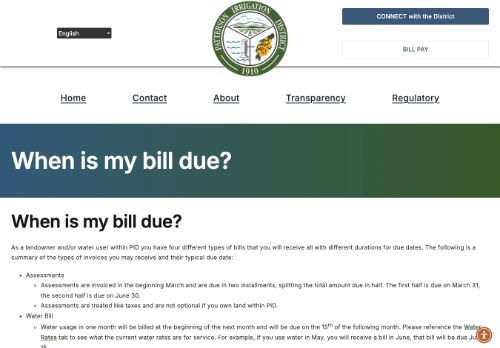 English
PATTERSON IRRIGATION DISTRICT
1910
CONNECT with the District
BILL PAY
Home
Contact
About
Transparency
Regulatory
When is my bill due?
When is my bill due?
As a landowner and/or water user within PID you have four different types of bills that you will receive all with different durations for due dates. The following is a
summary of the types of invoices you may receive and their typical due date:
Assessments
Assessments are invoiced in the beginning March and are due in two installments, splitting the total amount due in half. The first half is due on March 31,
the second half is due on June 30.
Assessments are treated like taxes and are not optional if you own land within PID.
Water Bill
Water usage in one month will be billed at the beginning of the next month and will be due on the 15th of the following month. Please reference the Water
Rates tab to see what the current water rates are for service. For example, if you use water in May, you will receive a bill in June, that bill will be due